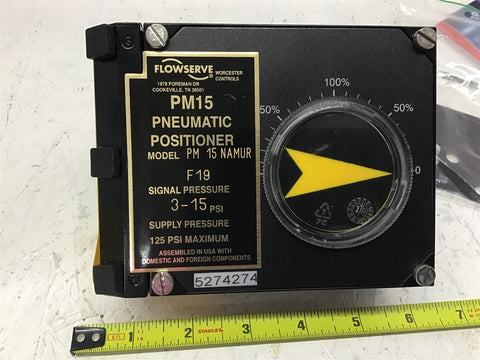 FLOWSERVE
WORCESTER
CONTROLS
1978 FOREMAN DR
COOKEVILLE, TN 38501
PM15
PNEUMATIC
POSITIONER
MODEL PM 15 NAMUR
F19
SIGNAL PRESSURE
3-15 PSI
SUPPLY PRESSURE
125 PSI MAXIMUM
ASSEMBLED IN USA WITH
DOMESTIC AND FOREIGN COMPONENTS
5274274
100%
50%
50%
0
PC
1 2 3 4 5 6 7
STANLEY